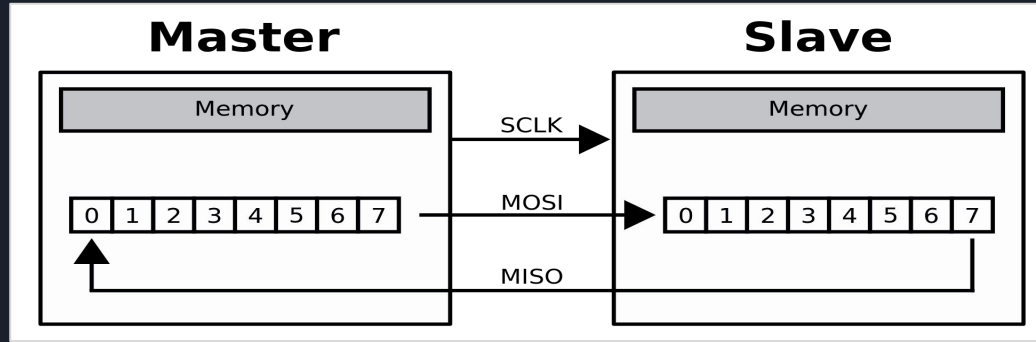 Master Slave
Memory Memory
SCLK
MOSI
0 1 2 3 4 5 6 7 0 1 2 3 4 5 6 7
MISO